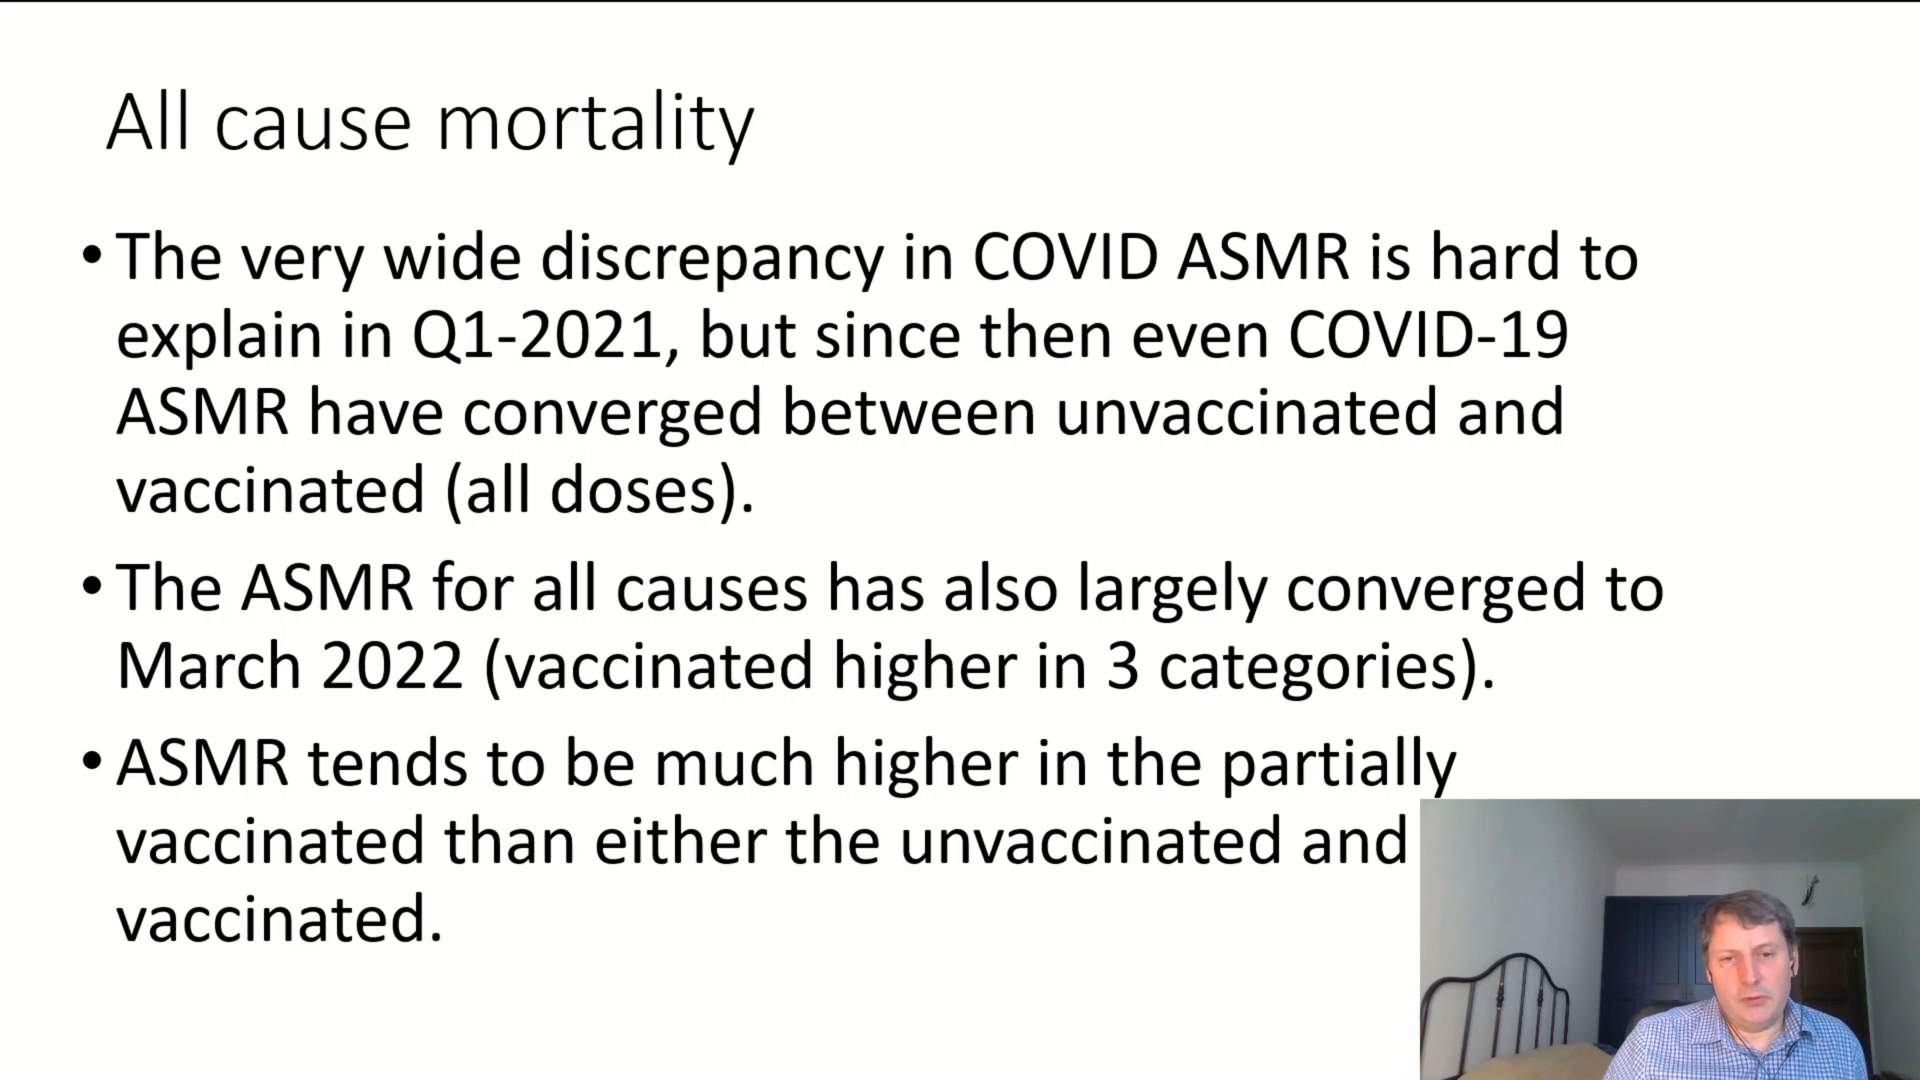 All cause mortality
• The very wide discrepancy in COVID ASMR is hard to
explain in Q1-2021, but since then even COVID-19
ASMR have converged between unvaccinated and
vaccinated (all doses).
• The ASMR for all causes has also largely converged to
March 2022 (vaccinated higher in 3 categories).
• ASMR tends to be much higher in the partially
vaccinated than either the unvaccinated and
vaccinated.